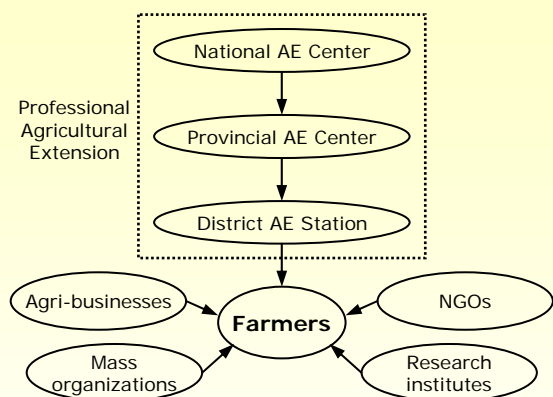 National AE Center
Professional
Agricultural
Extension
Provincial AE Center
District AE Station
Agri-businesses
NGOs
Farmers
Mass
organizations
Research
institutes